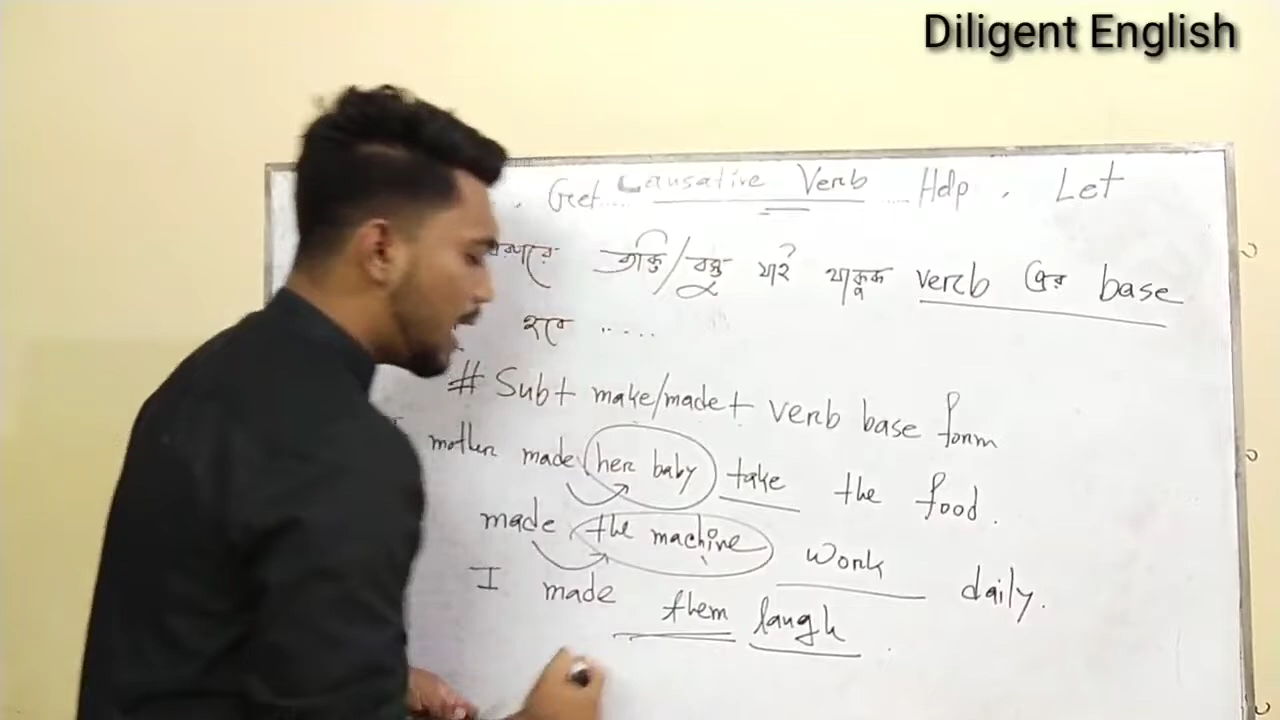 Diligent English
, Get.... Causative Verb .....Help , Let
ব্যক্তি/বস্তু যাই থাকুক verb এর base
হবে .....
# Sub + make/made + verb base form
mother made her baby take the food.
made the machine work daily.
I made them laugh.